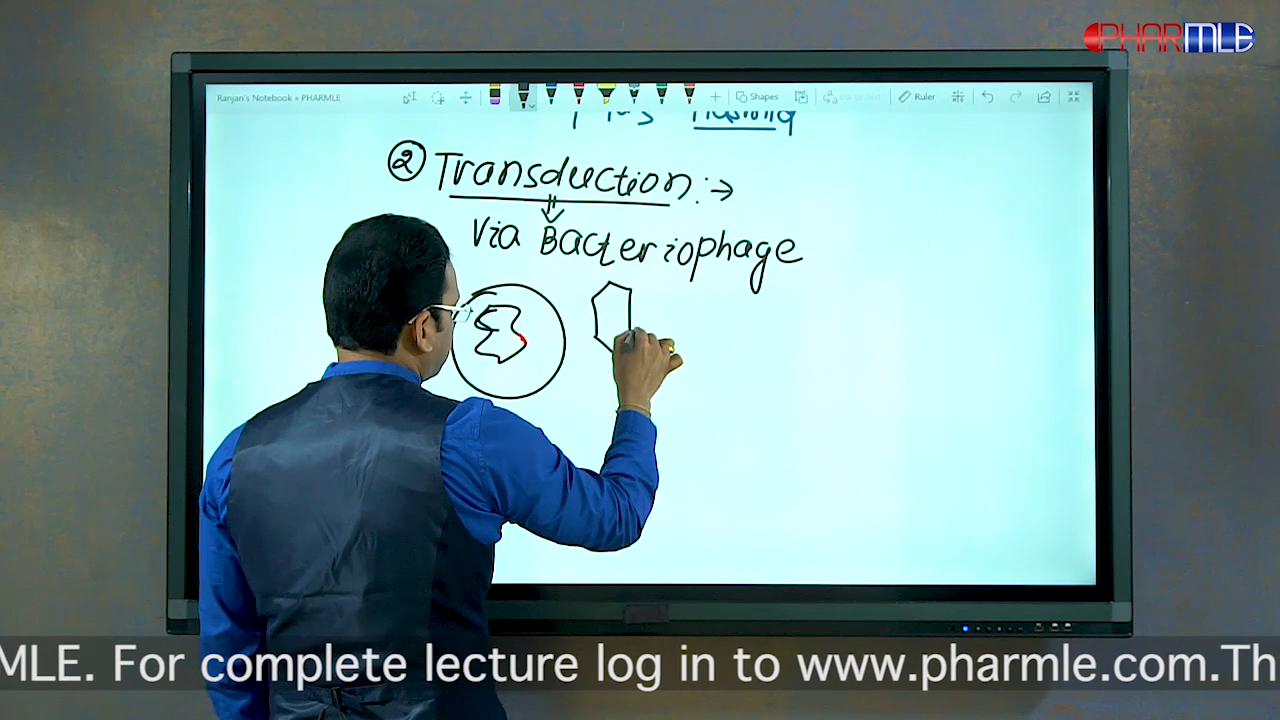 PHARMLE
Ranjan's Notebook » PHARMLE
Shapes
Ruler
② Transduction :→
Via Bacteriophage
MLE. For complete lecture log in to www.pharmle.com.Th